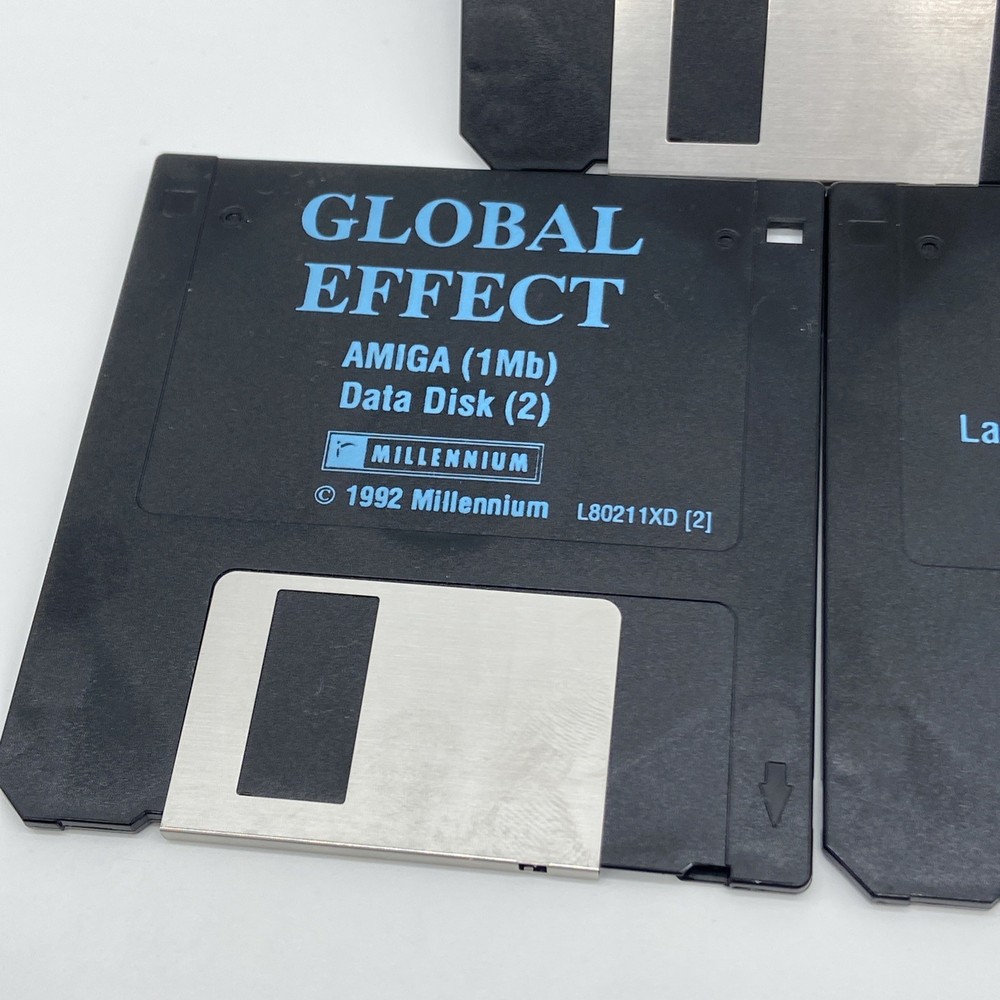 GLOBAL
EFFECT
AMIGA (1Mb)
Data Disk (2)
MILLENNIUM
© 1992 Millennium
L80211XD [2]
La